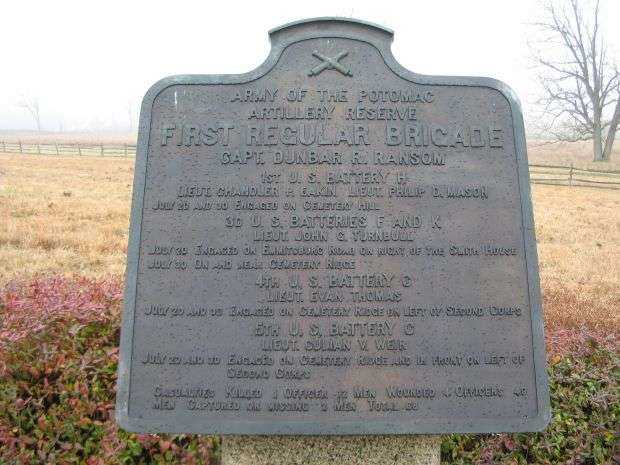 ARMY OF THE POTOMAC
ARTILLERY RESERVE
FIRST REGULAR BRIGADE
CAPT. DUNBAR R. RANSOM
1ST U. S. BATTERY H
LIEUT. CHANDLER P. EAKIN, LIEUT. PHILIP D. MASON
JULY 2D AND 3D ENGAGED ON CEMETERY HILL
3D U. S. BATTERIES F AND K
LIEUT. JOHN G. TURNBULL
JULY 2D ENGAGED ON EMMITSBURG ROAD ON RIGHT OF THE SMITH HOUSE
JULY 3D ON AND NEAR CEMETERY RIDGE
4TH U. S. BATTERY C
LIEUT. EVAN THOMAS
JULY 2D AND 3D ENGAGED ON CEMETERY RIDGE ON LEFT OF SECOND CORPS
5TH U. S. BATTERY C
LIEUT. GULIAN V. WEIR
JULY 2D AND 3D ENGAGED ON CEMETERY RIDGE AND IN FRONT ON LEFT OF
SECOND CORPS
CASUALTIES KILLED 1 OFFICER 12 MEN WOUNDED 4 OFFICERS
MEN CAPTURED OR MISSING 2 MEN TOTAL 68